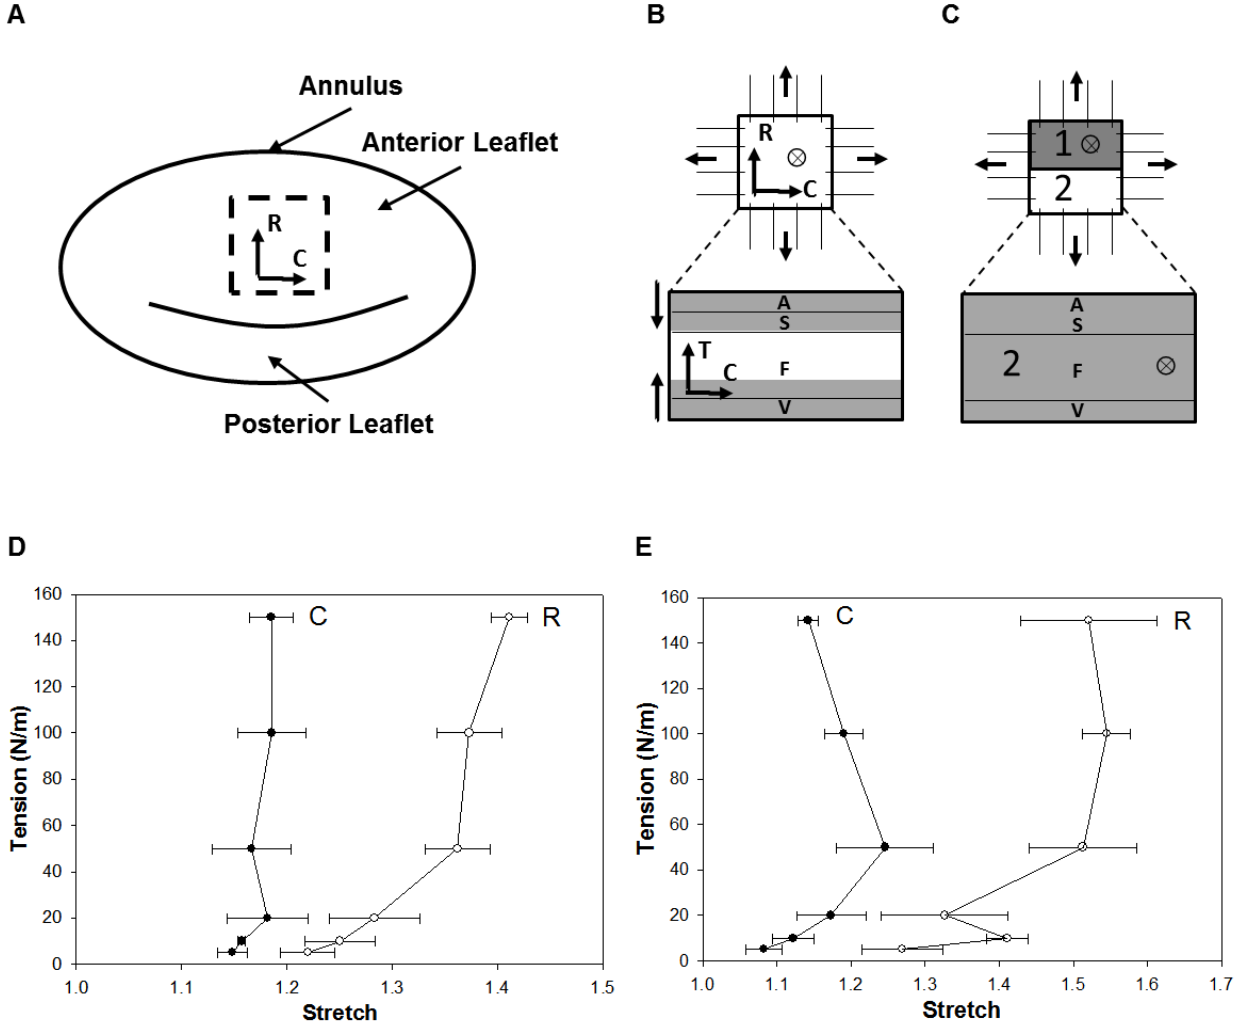 A
B
C
Annulus
Anterior Leaflet
R
C
Posterior Leaflet
R
C
A
S
T
F
C
V
1
2
A
S
2
F
V
D
E
160
140
120
100
80
60
40
20
0
1.0
1.1
1.2
1.3
1.4
1.5
Tension (N/m)
Stretch
C
R
160
140
120
100
80
60
40
20
0
1.0
1.1
1.2
1.3
1.4
1.5
1.6
1.7
Tension (N/m)
Stretch
C
R